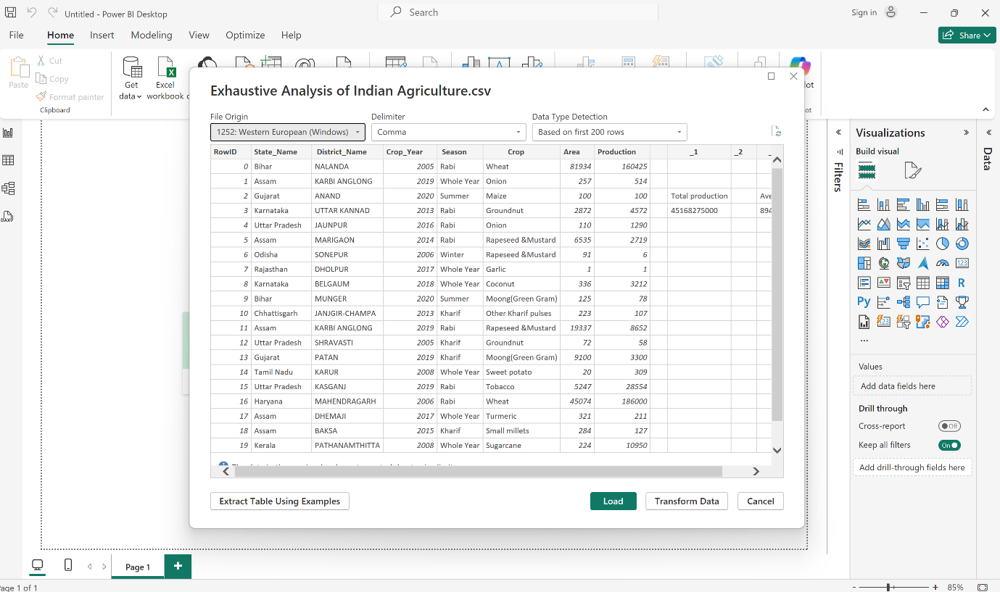 Untitled - Power BI Desktop
Search
Sign in
File Home Insert Modeling View Optimize Help
Share
Paste
Cut
Copy
Format painter
Clipboard
Get data
Excel workbook
Exhaustive Analysis of Indian Agriculture.csv
File Origin Delimiter Data Type Detection
1252: Western European (Windows) Comma Based on first 200 rows
RowID State_Name District_Name Crop_Year Season Crop Area Production _1 _2
0 Bihar NALANDA 2005 Rabi Wheat 81934 160425
1 Assam KARBI ANGLONG 2019 Whole Year Onion 257 514
2 Gujarat ANAND 2020 Summer Maize 100 100 Total production Ave
3 Karnataka UTTAR KANNAD 2013 Rabi Groundnut 2872 4572 45168275000 894
4 Uttar Pradesh JAUNPUR 2016 Rabi Onion 110 1290
5 Assam MARIGAON 2014 Rabi Rapeseed &Mustard 6535 2719
6 Odisha SONEPUR 2006 Winter Rapeseed &Mustard 91 6
7 Rajasthan DHOLPUR 2017 Whole Year Garlic 1 1
8 Karnataka BELGAUM 2018 Whole Year Coconut 336 3212
9 Bihar MUNGER 2020 Summer Moong(Green Gram) 125 78
10 Chhattisgarh JANJGIR-CHAMPA 2013 Kharif Other Kharif pulses 223 107
11 Assam KARBI ANGLONG 2019 Rabi Rapeseed &Mustard 19337 8652
12 Uttar Pradesh SHRAVASTI 2005 Kharif Groundnut 72 58
13 Gujarat PATAN 2019 Kharif Moong(Green Gram) 9100 3300
14 Tamil Nadu KARUR 2008 Whole Year Sweet potato 20 309
15 Uttar Pradesh KASGANJ 2019 Rabi Tobacco 5247 28554
16 Haryana MAHENDRAGARH 2006 Rabi Wheat 45074 186000
17 Assam DHEMAJI 2017 Whole Year Turmeric 321 211
18 Assam BAKSA 2015 Kharif Small millets 284 127
19 Kerala PATHANAMTHITTA 2008 Whole Year Sugarcane 224 10950
Extract Table Using Examples Load Transform Data Cancel
Filters
Visualizations
Build visual
123
R
Py
123
...
Values
Add data fields here
Drill through
Cross-report Off
Keep all filters On
Add drill-through fields here
Data
DAX
Page 1
age 1 of 1
- + 85%